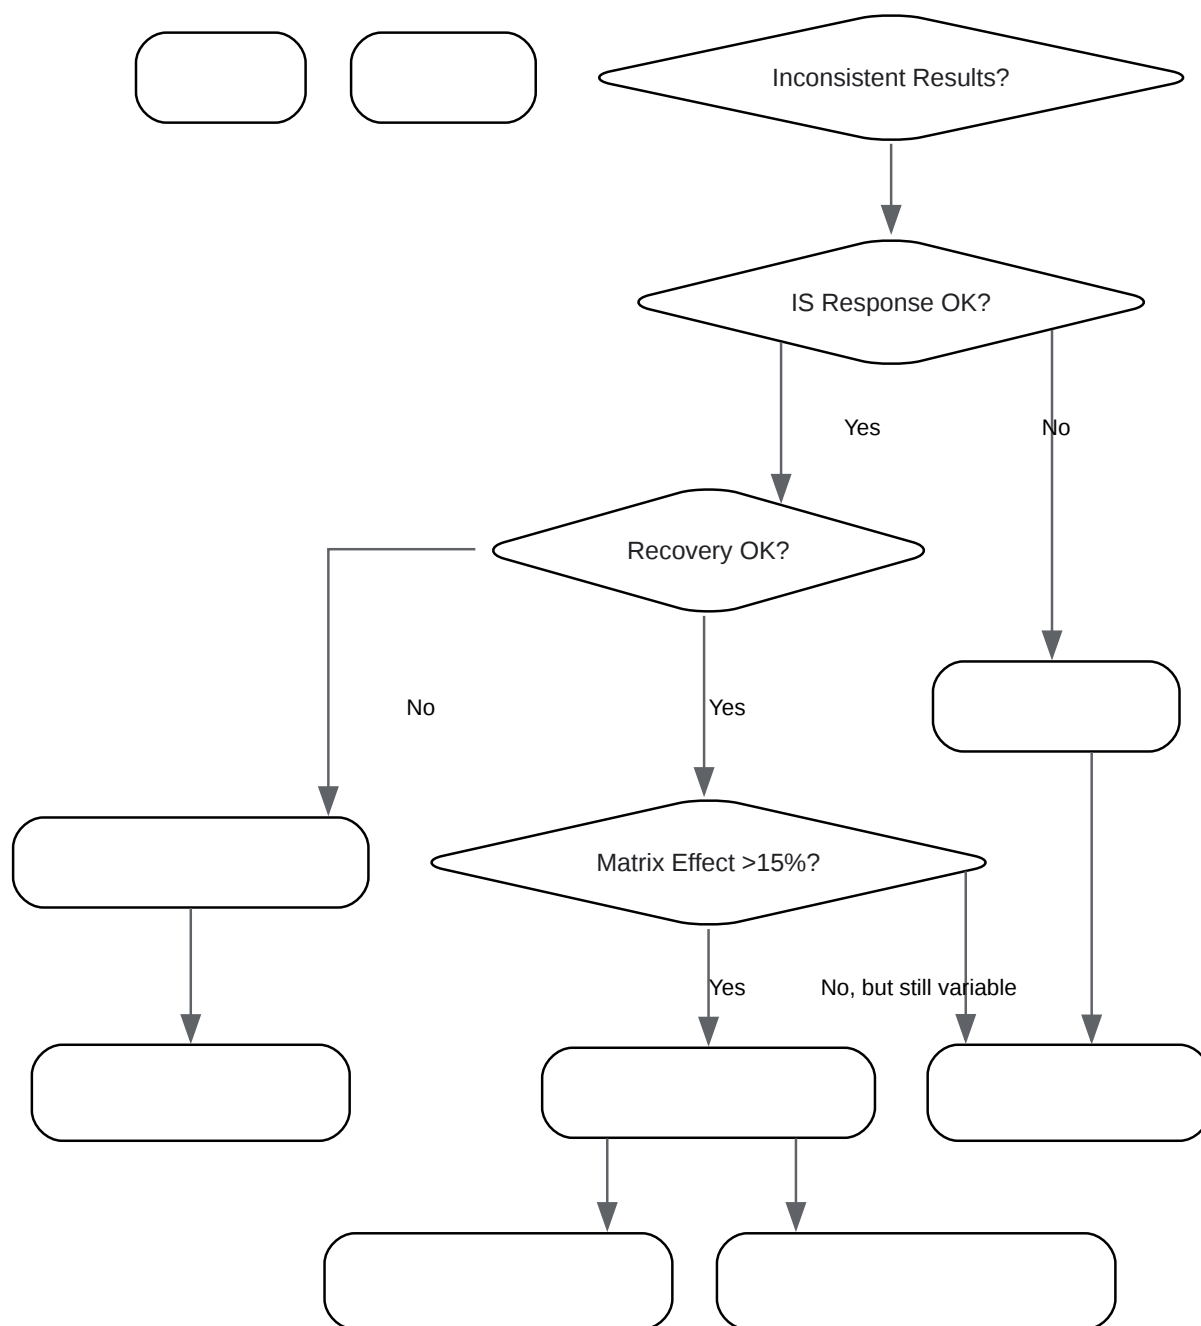 Inconsistent Results?
IS Response OK?
Yes
No
Recovery OK?
No
Yes
Matrix Effect >15%?
Yes
No, but still variable